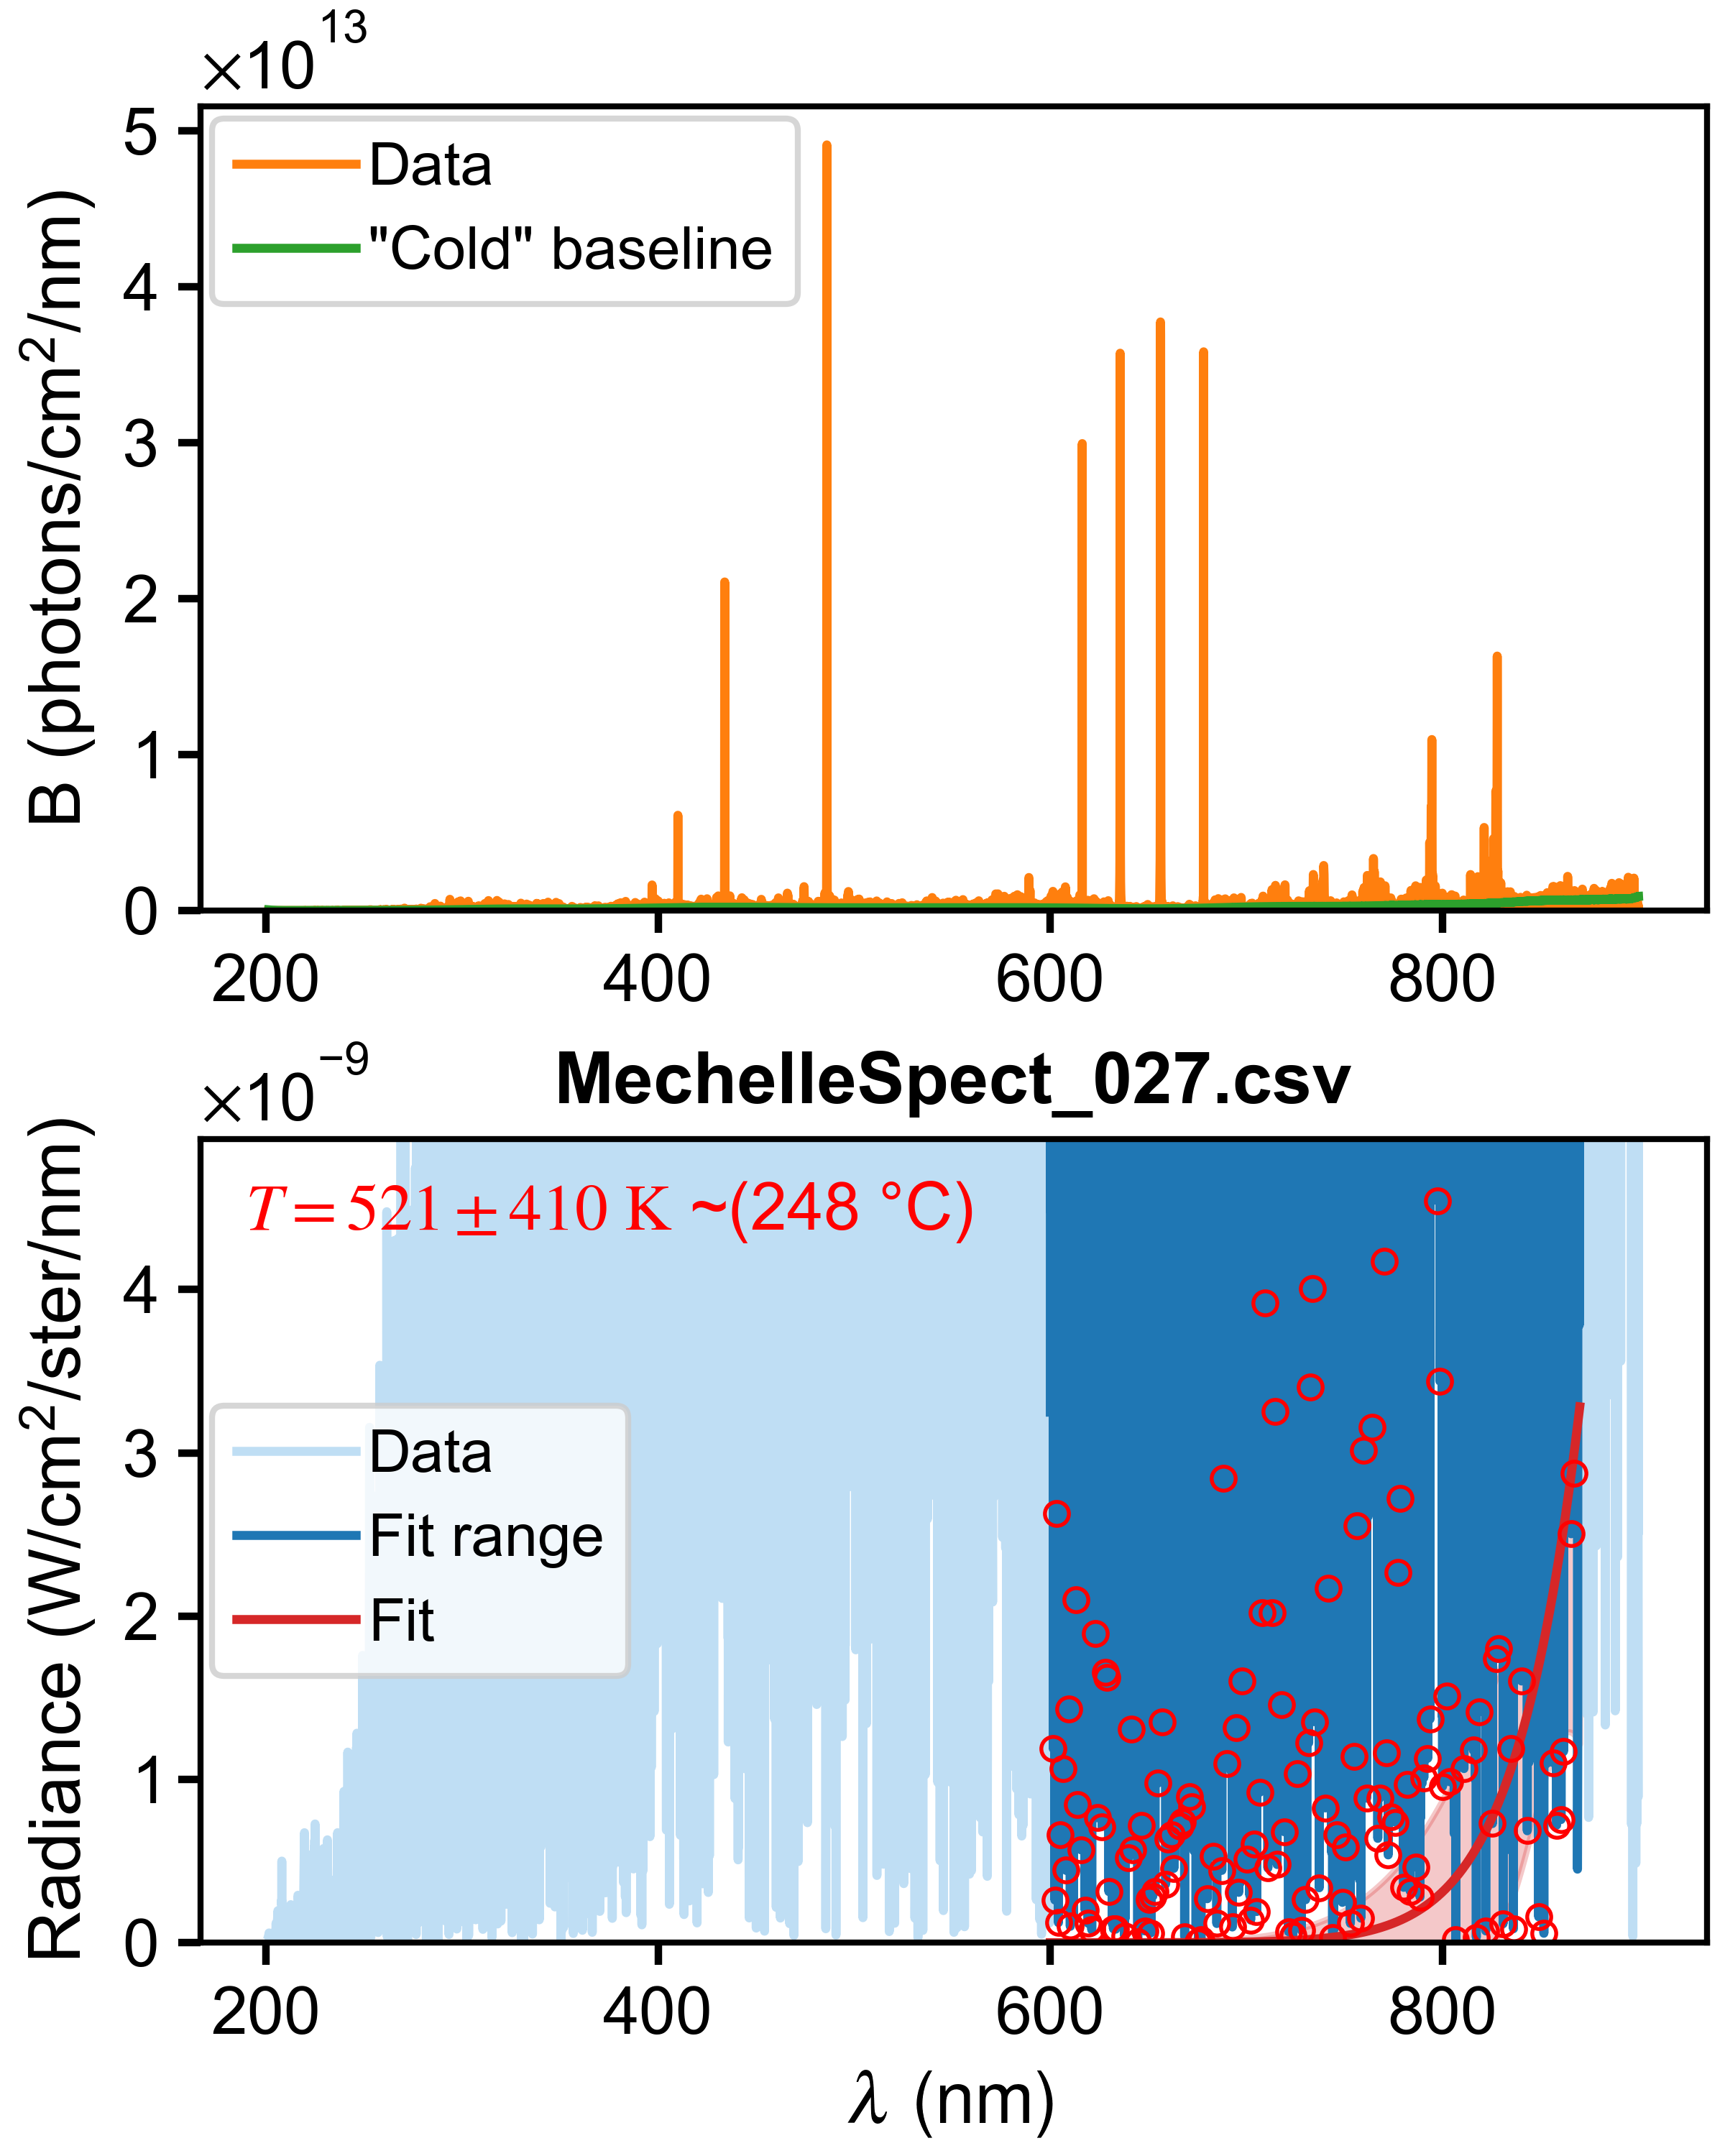 ×10¹³
5
4
3
2
1
0
B (photons/cm²/nm)
Data
"Cold" baseline
200 400 600 800
×10⁻⁹
MechelleSpect_027.csv
T = 521 ± 410 K ~(248 °C)
4
3
2
1
0
Radiance (W/cm²/ster/nm)
Data
Fit range
Fit
200 400 600 800
λ (nm)